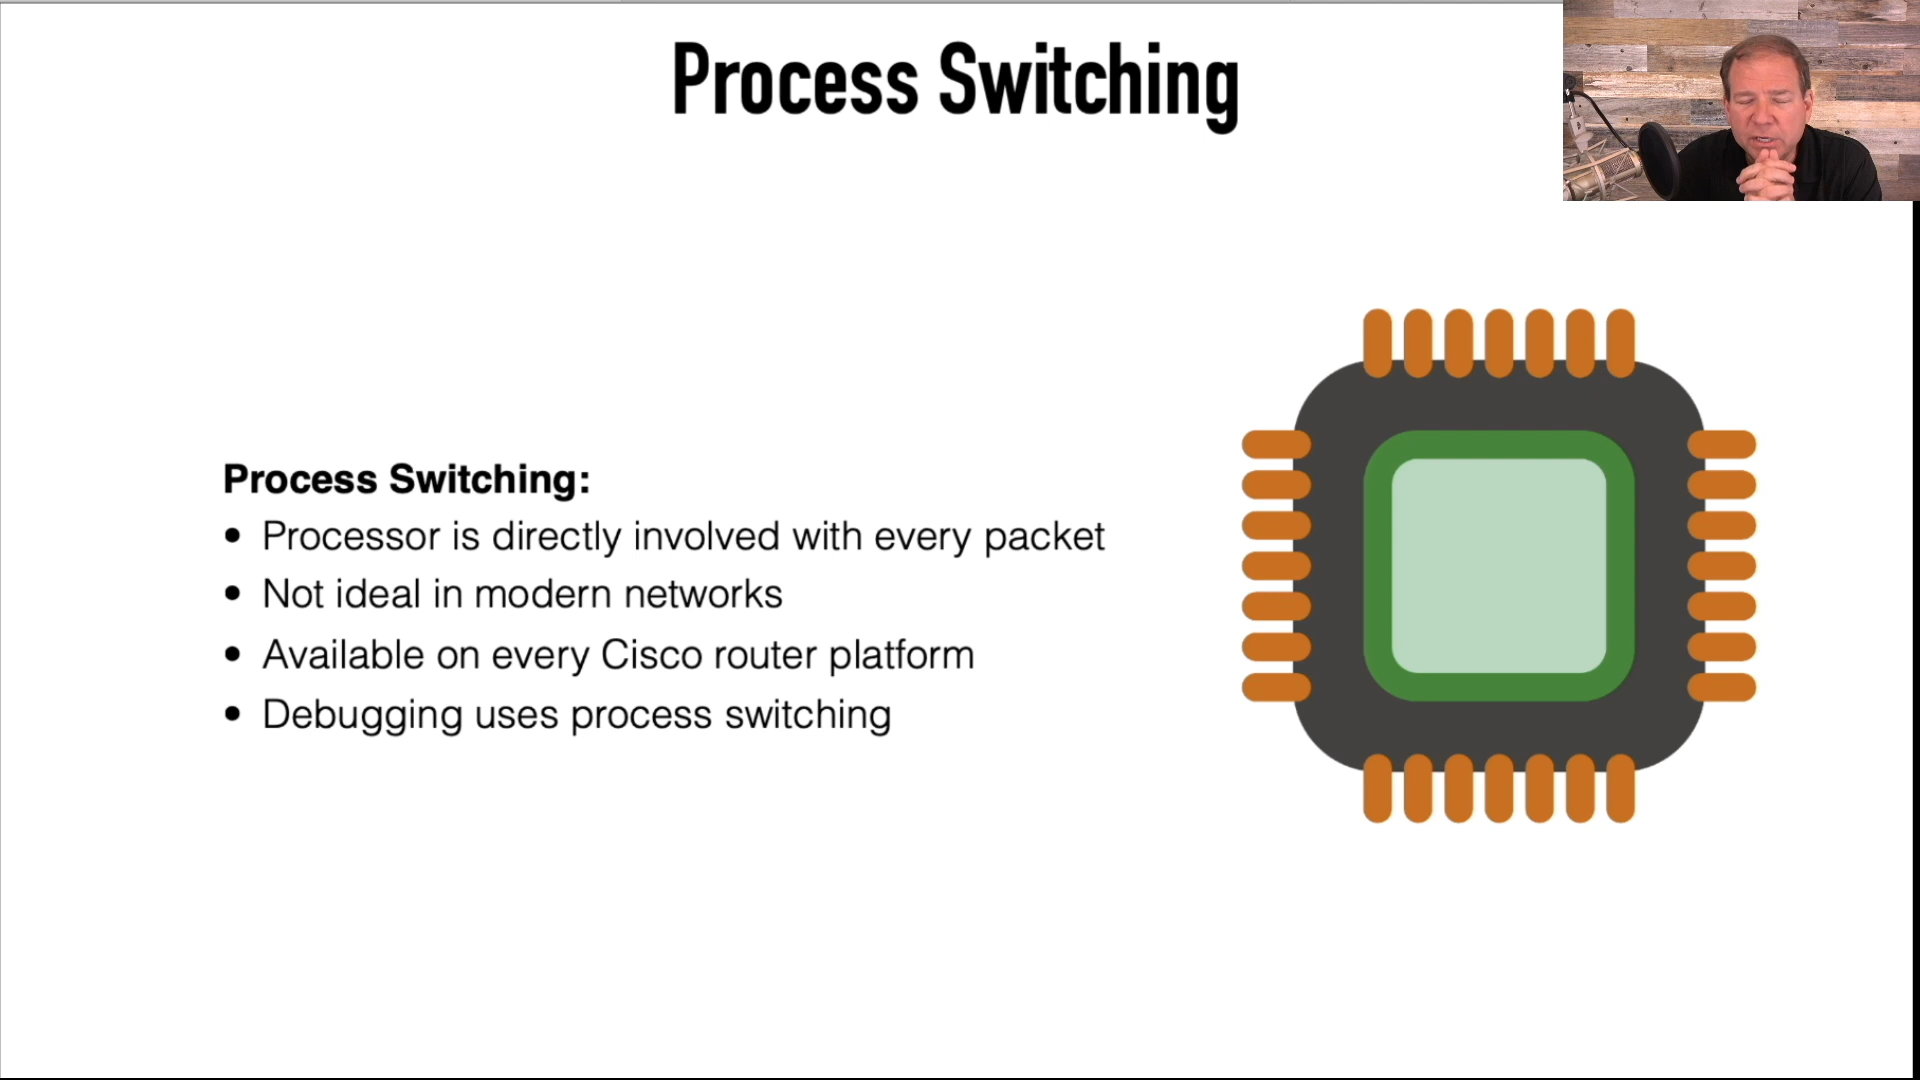 Process Switching
Process Switching:
• Processor is directly involved with every packet
• Not ideal in modern networks
• Available on every Cisco router platform
• Debugging uses process switching